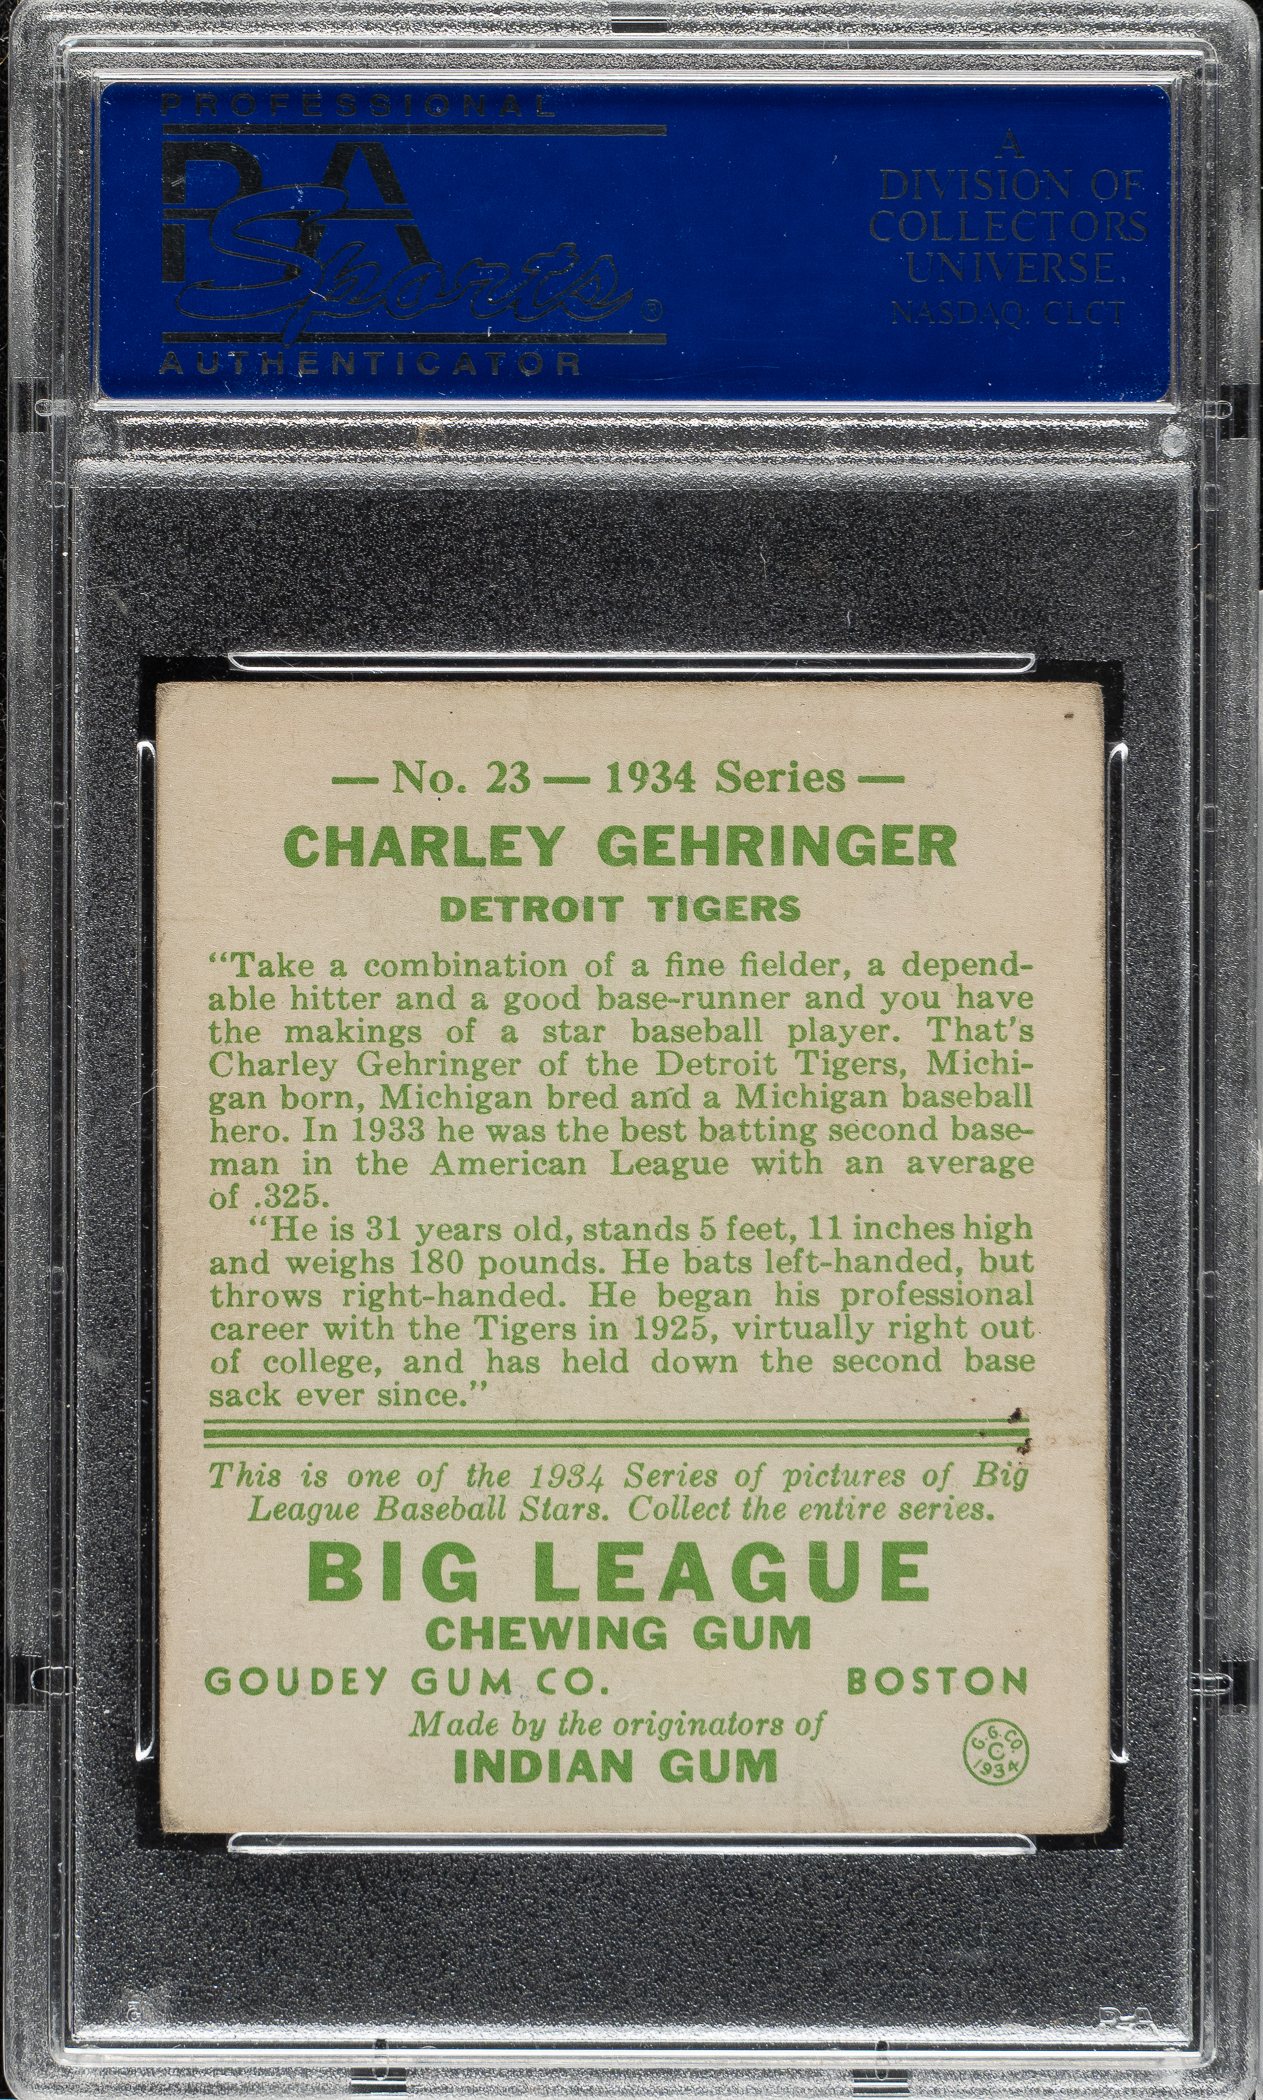 PROFESSIONAL
PSA
Sports®
AUTHENTICATOR
A
DIVISION OF
COLLECTORS
UNIVERSE.
NASDAQ: CLCT
— No. 23 — 1934 Series —
CHARLEY GEHRINGER
DETROIT TIGERS
“Take a combination of a fine fielder, a depend-
able hitter and a good base-runner and you have
the makings of a star baseball player. That's
Charley Gehringer of the Detroit Tigers, Michi-
gan born, Michigan bred and a Michigan baseball
hero. In 1933 he was the best batting second base-
man in the American League with an average
of .325.
“He is 31 years old, stands 5 feet, 11 inches high
and weighs 180 pounds. He bats left-handed, but
throws right-handed. He began his professional
career with the Tigers in 1925, virtually right out
of college, and has held down the second base
sack ever since.”
This is one of the 1934 Series of pictures of Big
League Baseball Stars. Collect the entire series.
BIG LEAGUE
CHEWING GUM
GOUDEY GUM CO. BOSTON
Made by the originators of
INDIAN GUM
G. G. CO.
C
1934
PSA